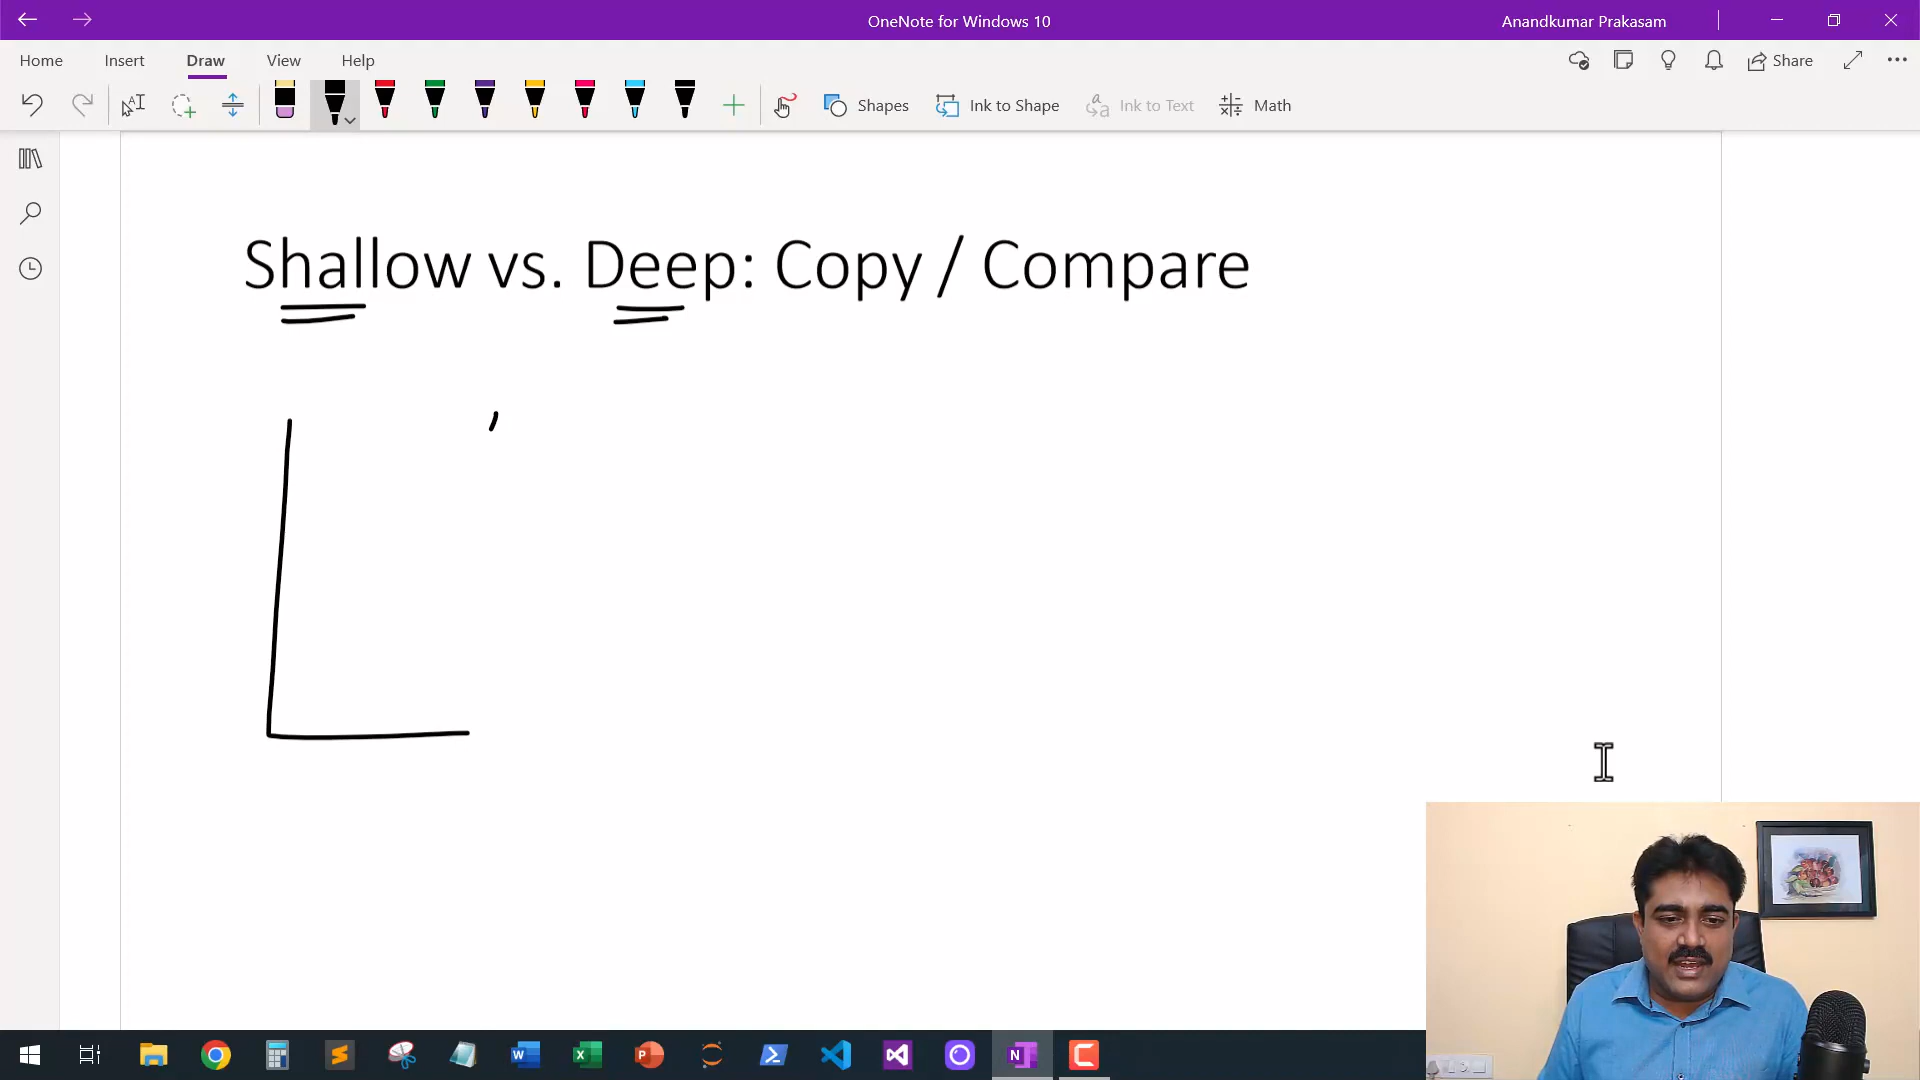 OneNote for Windows 10
Anandkumar Prakasam
Home Insert Draw View Help
Share
Shapes Ink to Shape Ink to Text Math
Shallow vs. Deep: Copy / Compare